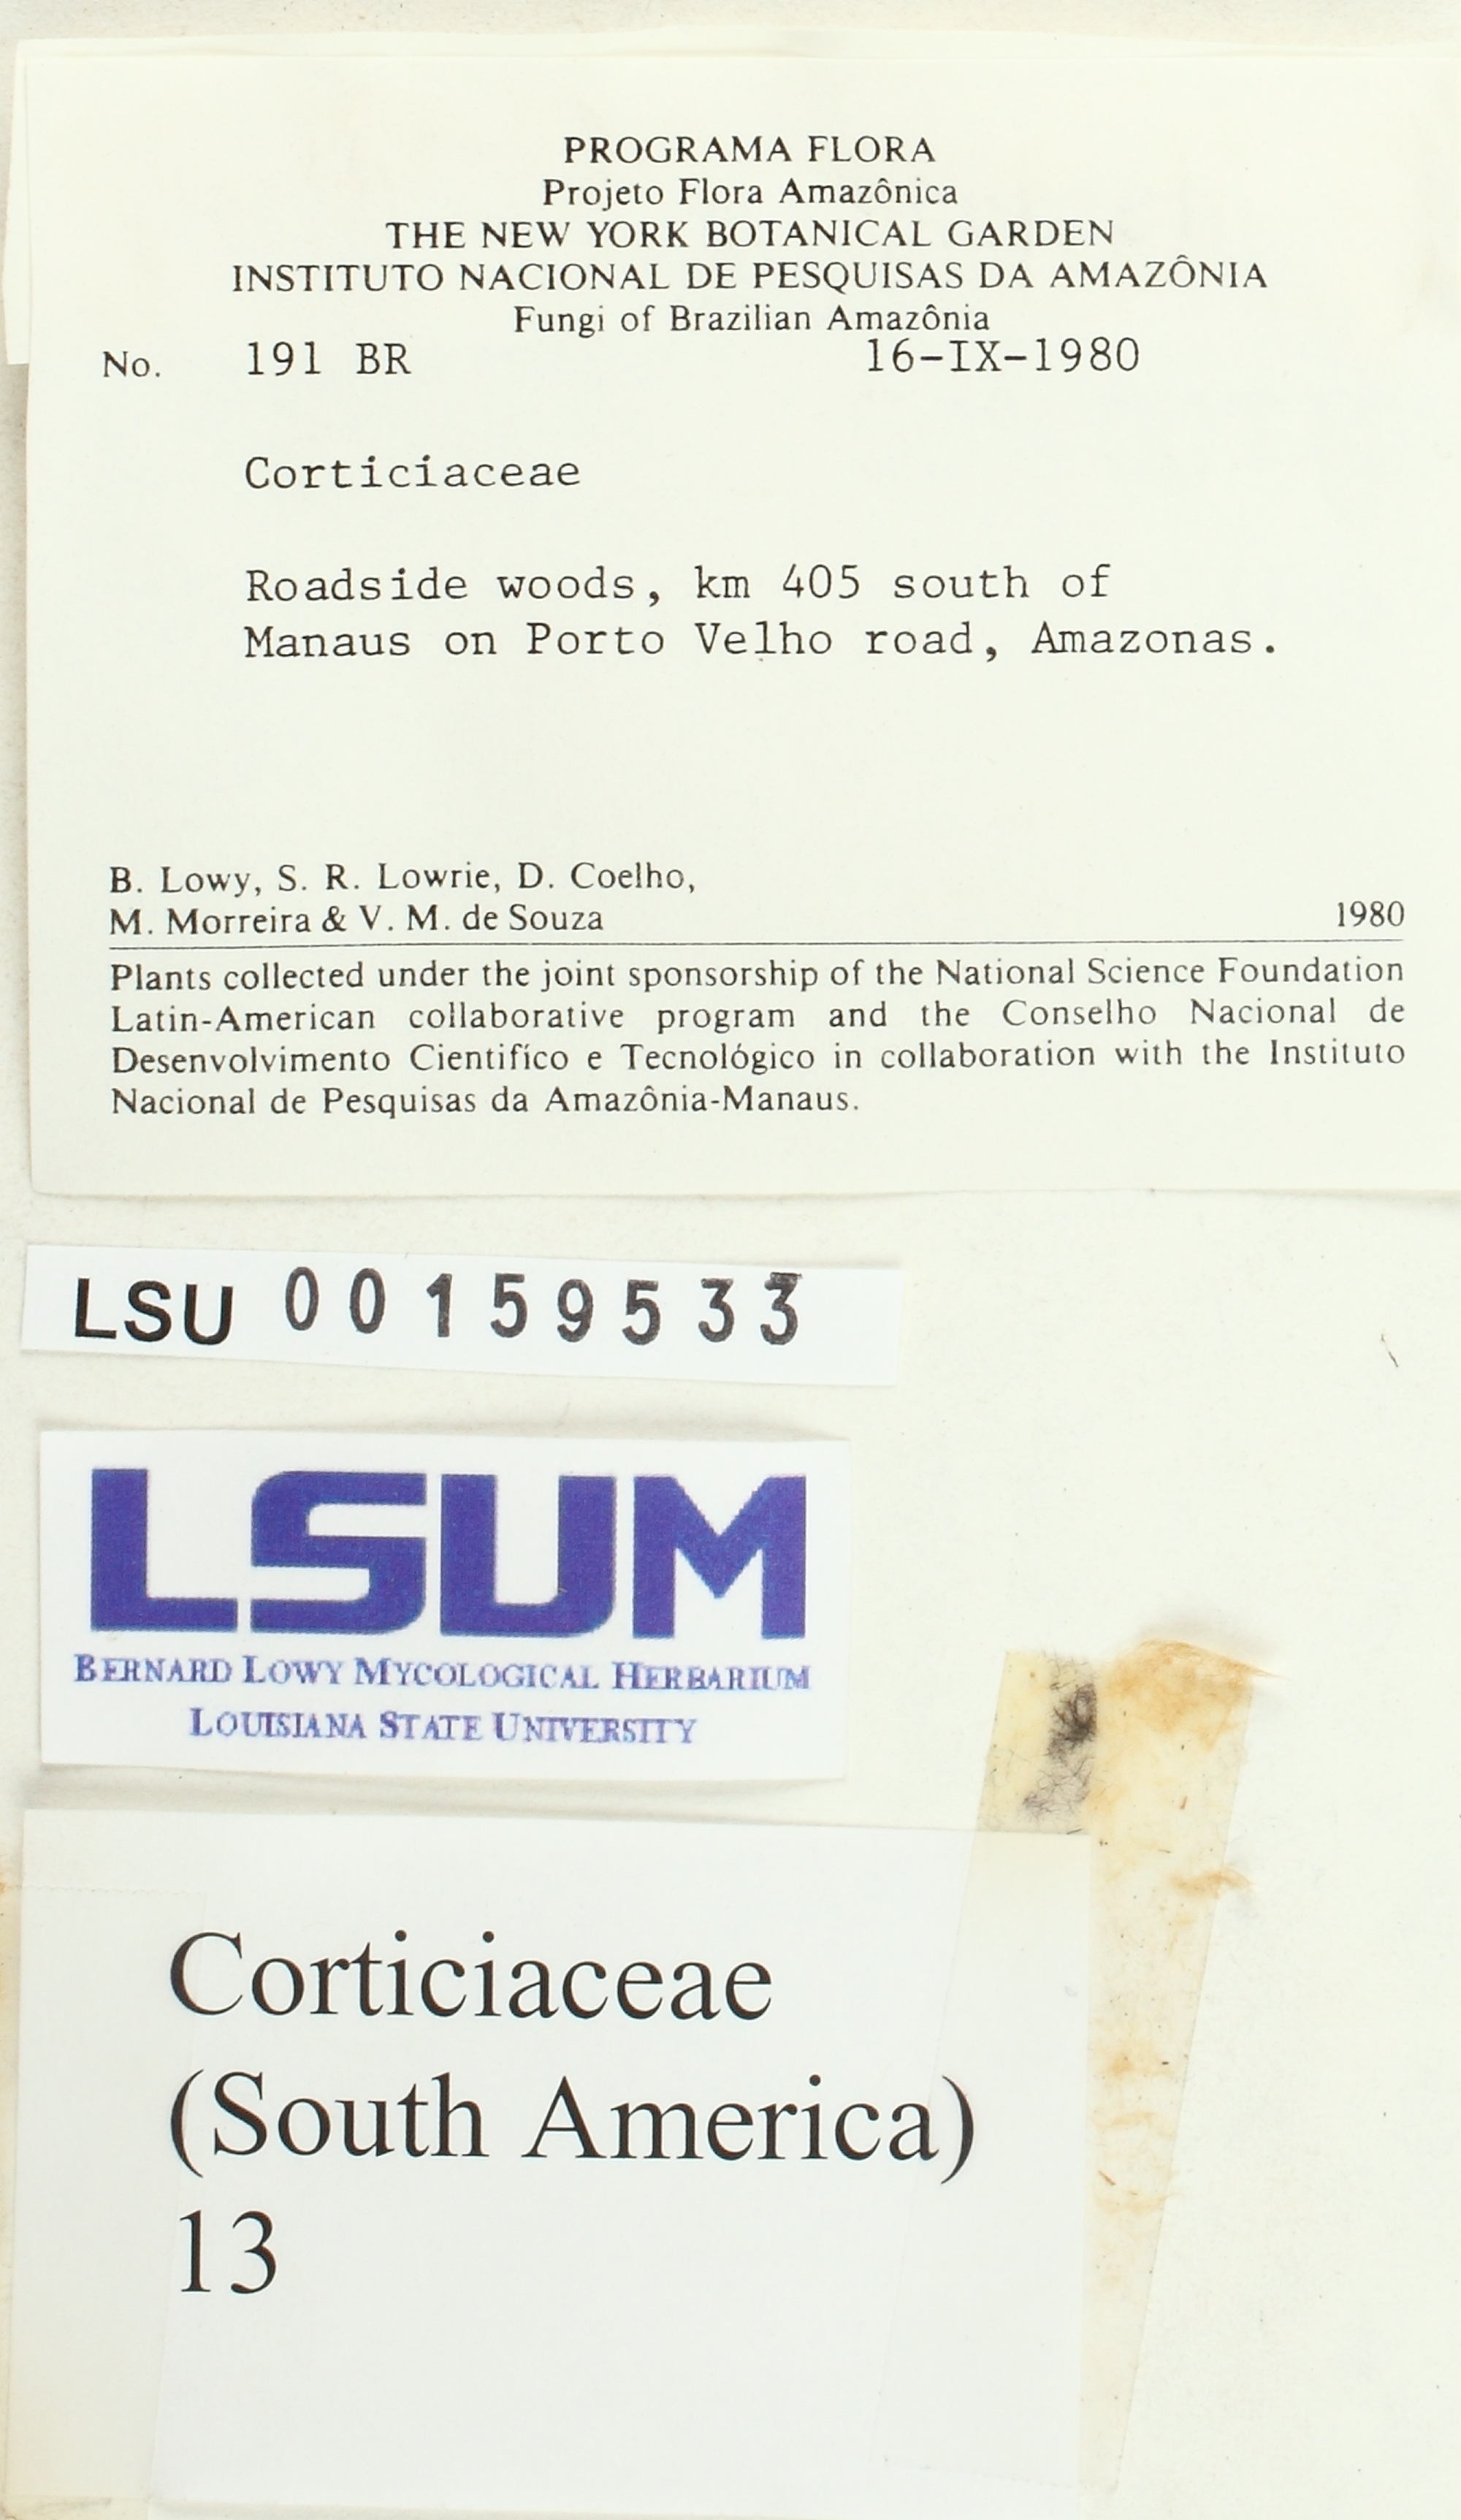 PROGRAMA FLORA
Projeto Flora Amazônica
THE NEW YORK BOTANICAL GARDEN
INSTITUTO NACIONAL DE PESQUISAS DA AMAZÔNIA
Fungi of Brazilian Amazônia
No. 191 BR 16-IX-1980
Corticiaceae
Roadside woods, km 405 south of
Manaus on Porto Velho road, Amazonas.
B. Lowy, S. R. Lowrie, D. Coelho,
M. Morreira & V. M. de Souza 1980
Plants collected under the joint sponsorship of the National Science Foundation
Latin-American collaborative program and the Conselho Nacional de
Desenvolvimento Cientifíco e Tecnológico in collaboration with the Instituto
Nacional de Pesquisas da Amazônia-Manaus.
LSU 00159533
LSUM
BERNARD LOWY MYCOLOGICAL HERBARIUM
LOUISIANA STATE UNIVERSITY
Corticiaceae
(South America)
13